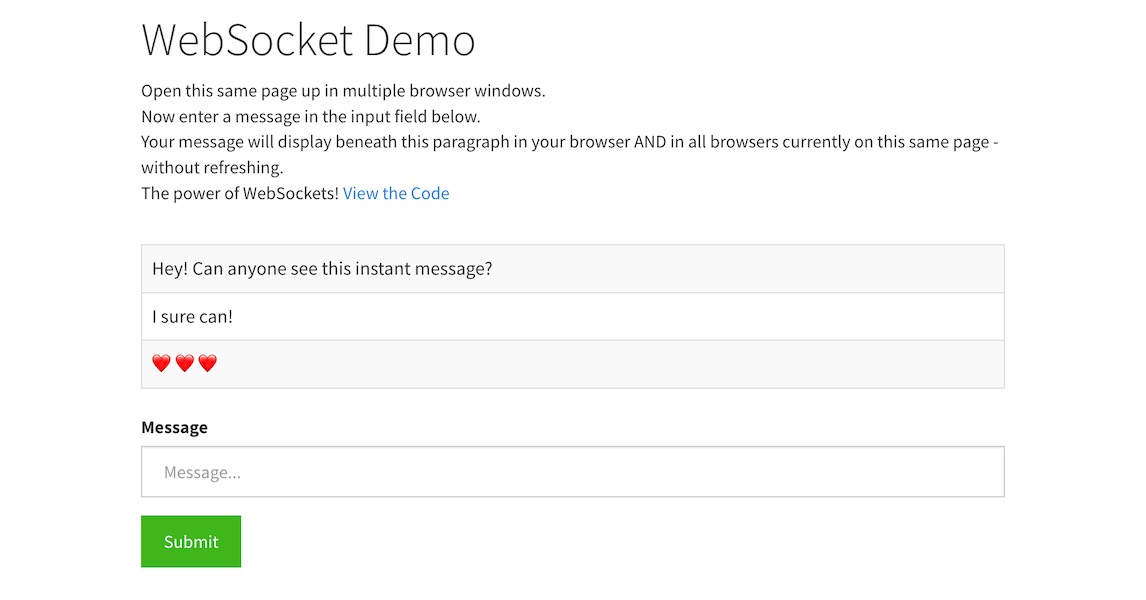 WebSocket Demo
Open this same page up in multiple browser windows.
Now enter a message in the input field below.
Your message will display beneath this paragraph in your browser AND in all browsers currently on this same page -
without refreshing.
The power of WebSockets! View the Code
Hey! Can anyone see this instant message?
I sure can!
❤️ ❤️ ❤️
Message
Message...
Submit